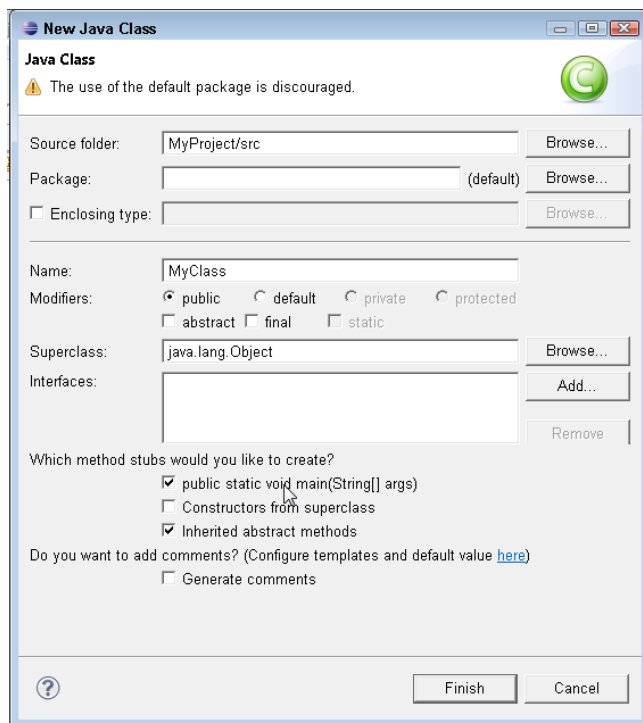 New Java Class
Java Class
The use of the default package is discouraged.
Source folder: MyProject/src Browse...
Package: (default) Browse...
Enclosing type: Browse...
Name: MyClass
Modifiers: public default private protected
abstract final static
Superclass: java.lang.Object Browse...
Interfaces: Add...
Remove
Which method stubs would you like to create?
public static void main(String[] args)
Constructors from superclass
Inherited abstract methods
Do you want to add comments? (Configure templates and default value here)
Generate comments
? Finish Cancel